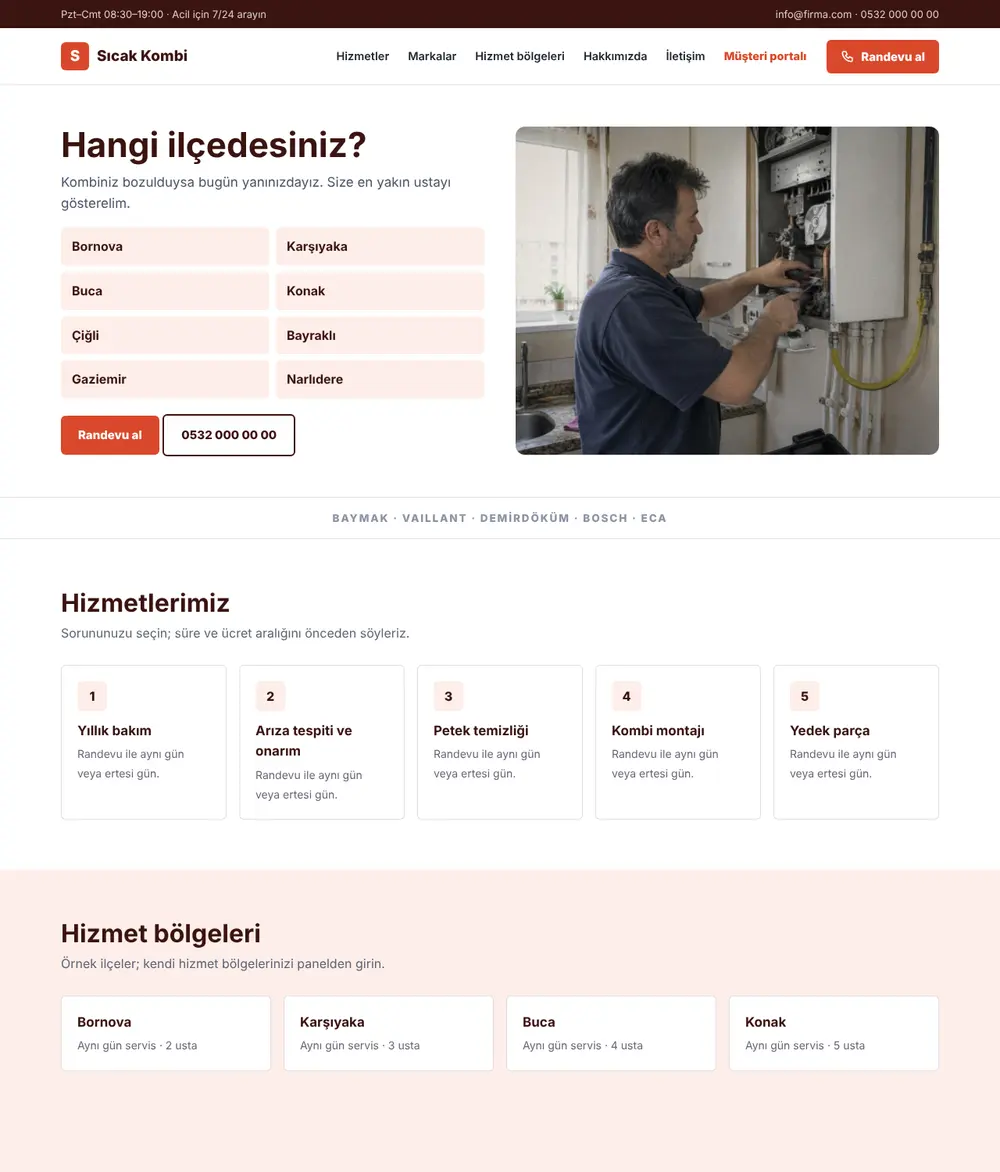 Pzt–Cmt 08:30–19:00 · Acil için 7/24 arayın
info@firma.com · 0532 000 00 00
S Sıcak Kombi
Hizmetler Markalar Hizmet bölgeleri Hakkımızda İletişim Müşteri portalı Randevu al
Hangi ilçedesiniz?
Kombiniz bozulduysa bugün yanınızdayız. Size en yakın ustayı
gösterelim.
Bornova
Karşıyaka
Buca
Konak
Çiğli
Bayraklı
Gaziemir
Narlıdere
Randevu al
0532 000 00 00
BAYMAK · VAILLANT · DEMİRDÖKÜM · BOSCH · ECA
Hizmetlerimiz
Sorununuzu seçin; süre ve ücret aralığını önceden söyleriz.
1
Yıllık bakım
Randevu ile aynı gün
veya ertesi gün.
2
Arıza tespiti ve
onarım
Randevu ile aynı gün
veya ertesi gün.
3
Petek temizliği
Randevu ile aynı gün
veya ertesi gün.
4
Kombi montajı
Randevu ile aynı gün
veya ertesi gün.
5
Yedek parça
Randevu ile aynı gün
veya ertesi gün.
Hizmet bölgeleri
Örnek ilçeler; kendi hizmet bölgelerinizi panelden girin.
Bornova
Aynı gün servis · 2 usta
Karşıyaka
Aynı gün servis · 3 usta
Buca
Aynı gün servis · 4 usta
Konak
Aynı gün servis · 5 usta